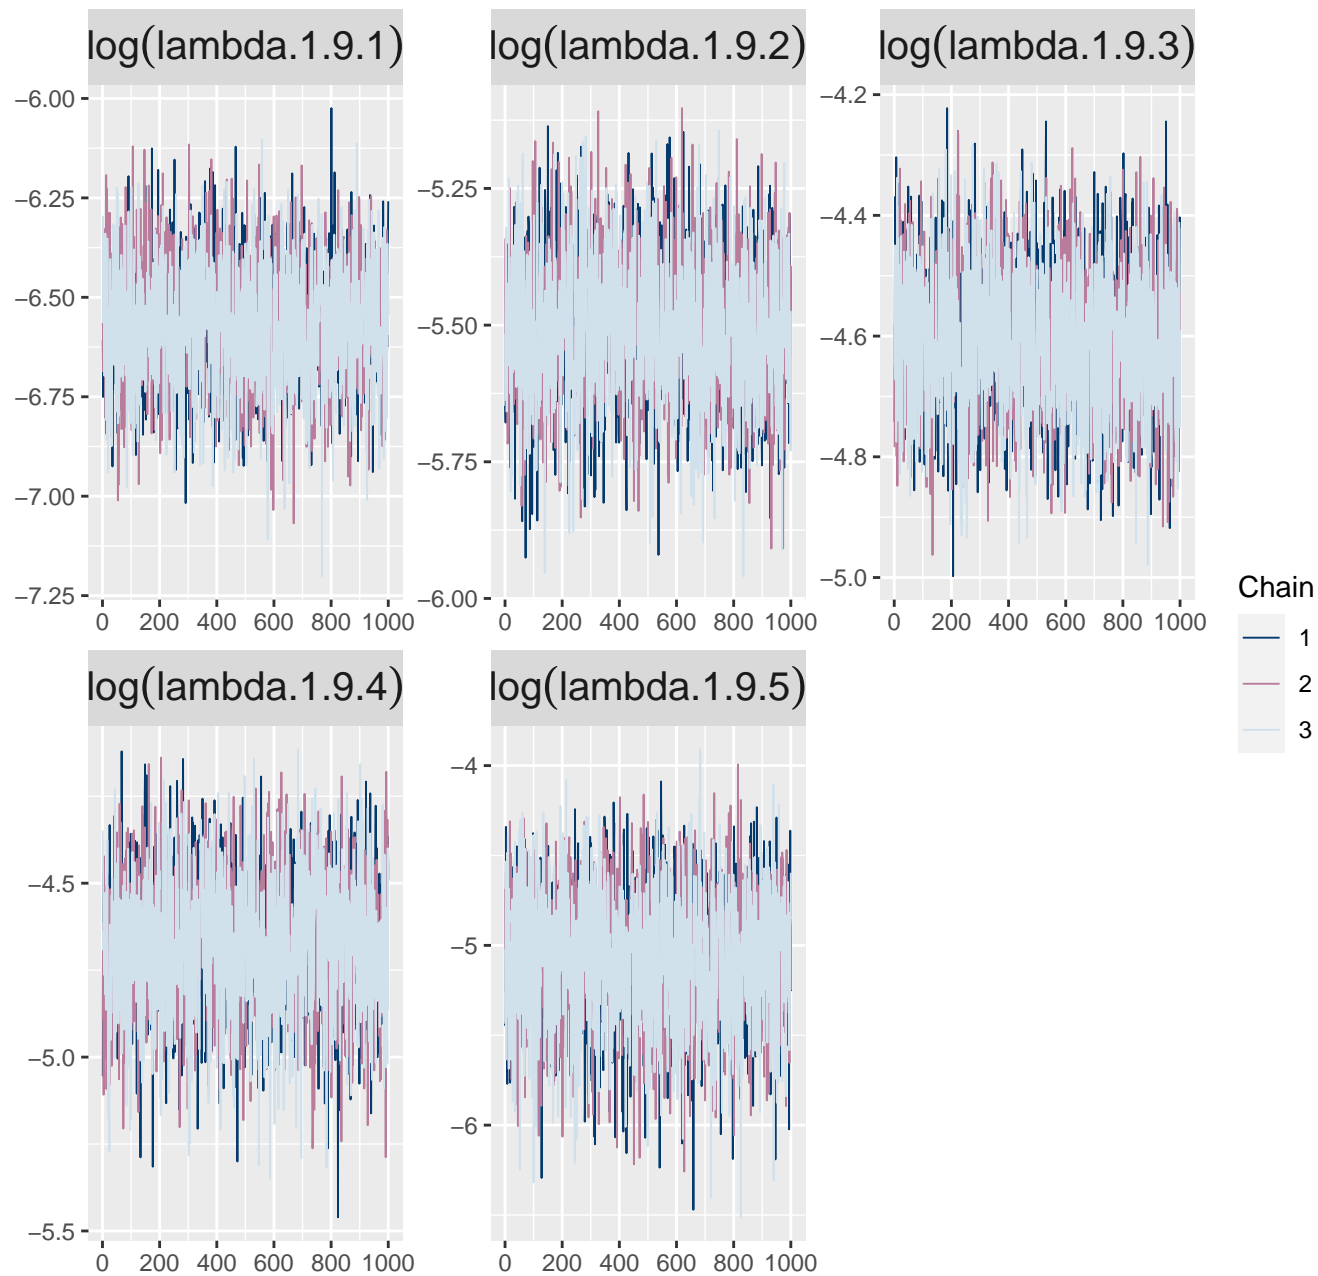 log(lambda.1.9.1)
−6.00
−6.25
−6.50
−6.75
−7.00
−7.25
0 200 400 600 800 1000
log(lambda.1.9.2)
−5.25
−5.50
−5.75
−6.00
0 200 400 600 800 1000
log(lambda.1.9.3)
−4.2
−4.4
−4.6
−4.8
−5.0
0 200 400 600 800 1000
log(lambda.1.9.4)
−4.5
−5.0
−5.5
0 200 400 600 800 1000
log(lambda.1.9.5)
−4
−5
−6
0 200 400 600 800 1000
Chain
1
2
3